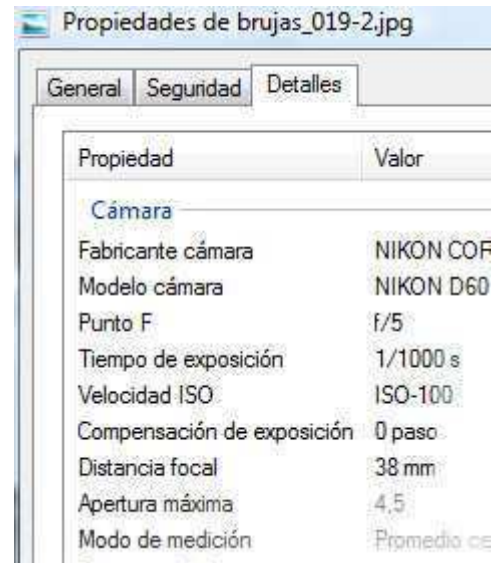 Propiedades de brujas_019-2.jpg
General Seguridad Detalles
Propiedad Valor
Cámara
Fabricante cámara NIKON COR
Modelo cámara NIKON D60
Punto F f/5
Tiempo de exposición 1/1000 s
Velocidad ISO ISO-100
Compensación de exposición 0 paso
Distancia focal 38 mm
Apertura máxima 4,5
Modo de medición Promedio ce